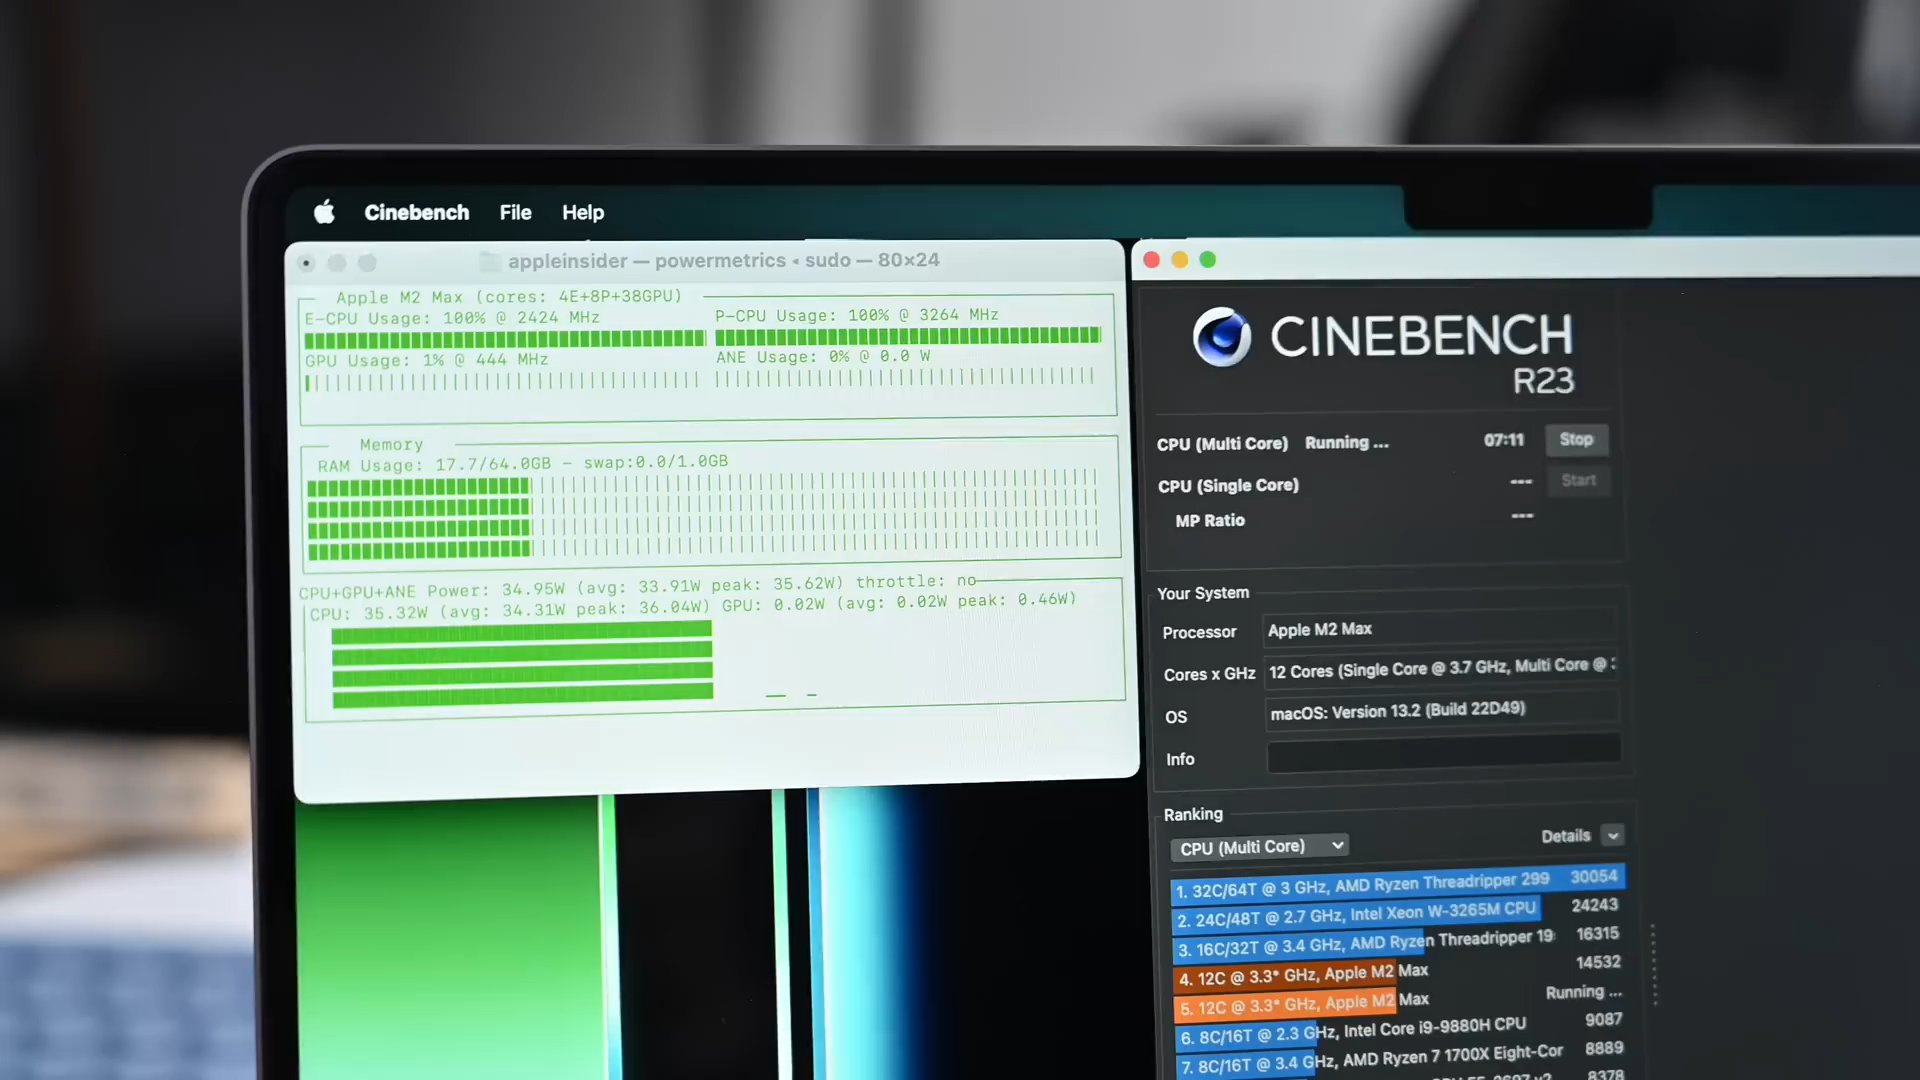 Cinebench File Help
appleinsider — powermetrics ◂ sudo — 80×24
Apple M2 Max (cores: 4E+8P+38GPU)
E-CPU Usage: 100% @ 2424 MHz
P-CPU Usage: 100% @ 3264 MHz
GPU Usage: 1% @ 444 MHz
ANE Usage: 0% @ 0.0 W
Memory
RAM Usage: 17.7/64.0GB - swap:0.0/1.0GB
CPU+GPU+ANE Power: 34.95W (avg: 33.91W peak: 35.62W) throttle: no
CPU: 35.32W (avg: 34.31W peak: 36.04W) GPU: 0.02W (avg: 0.02W peak: 0.46W)
CINEBENCH
R23
CPU (Multi Core) Running ... 07:11 Stop
CPU (Single Core) --- Start
MP Ratio ---
Your System
Processor Apple M2 Max
Cores x GHz 12 Cores (Single Core @ 3.7 GHz, Multi Core @
OS macOS: Version 13.2 (Build 22D49)
Info
Ranking
CPU (Multi Core) Details
1. 32C/64T @ 3 GHz, AMD Ryzen Threadripper 299 30054
2. 24C/48T @ 2.7 GHz, Intel Xeon W-3265M CPU 24243
3. 16C/32T @ 3.4 GHz, AMD Ryzen Threadripper 19 16315
4. 12C @ 3.3* GHz, Apple M2 Max 14532
5. 12C @ 3.3* GHz, Apple M2 Max Running ...
6. 8C/16T @ 2.3 GHz, Intel Core i9-9880H CPU 9087
7. 8C/16T @ 3.4 GHz, AMD Ryzen 7 1700X Eight-Cor 8889
8378